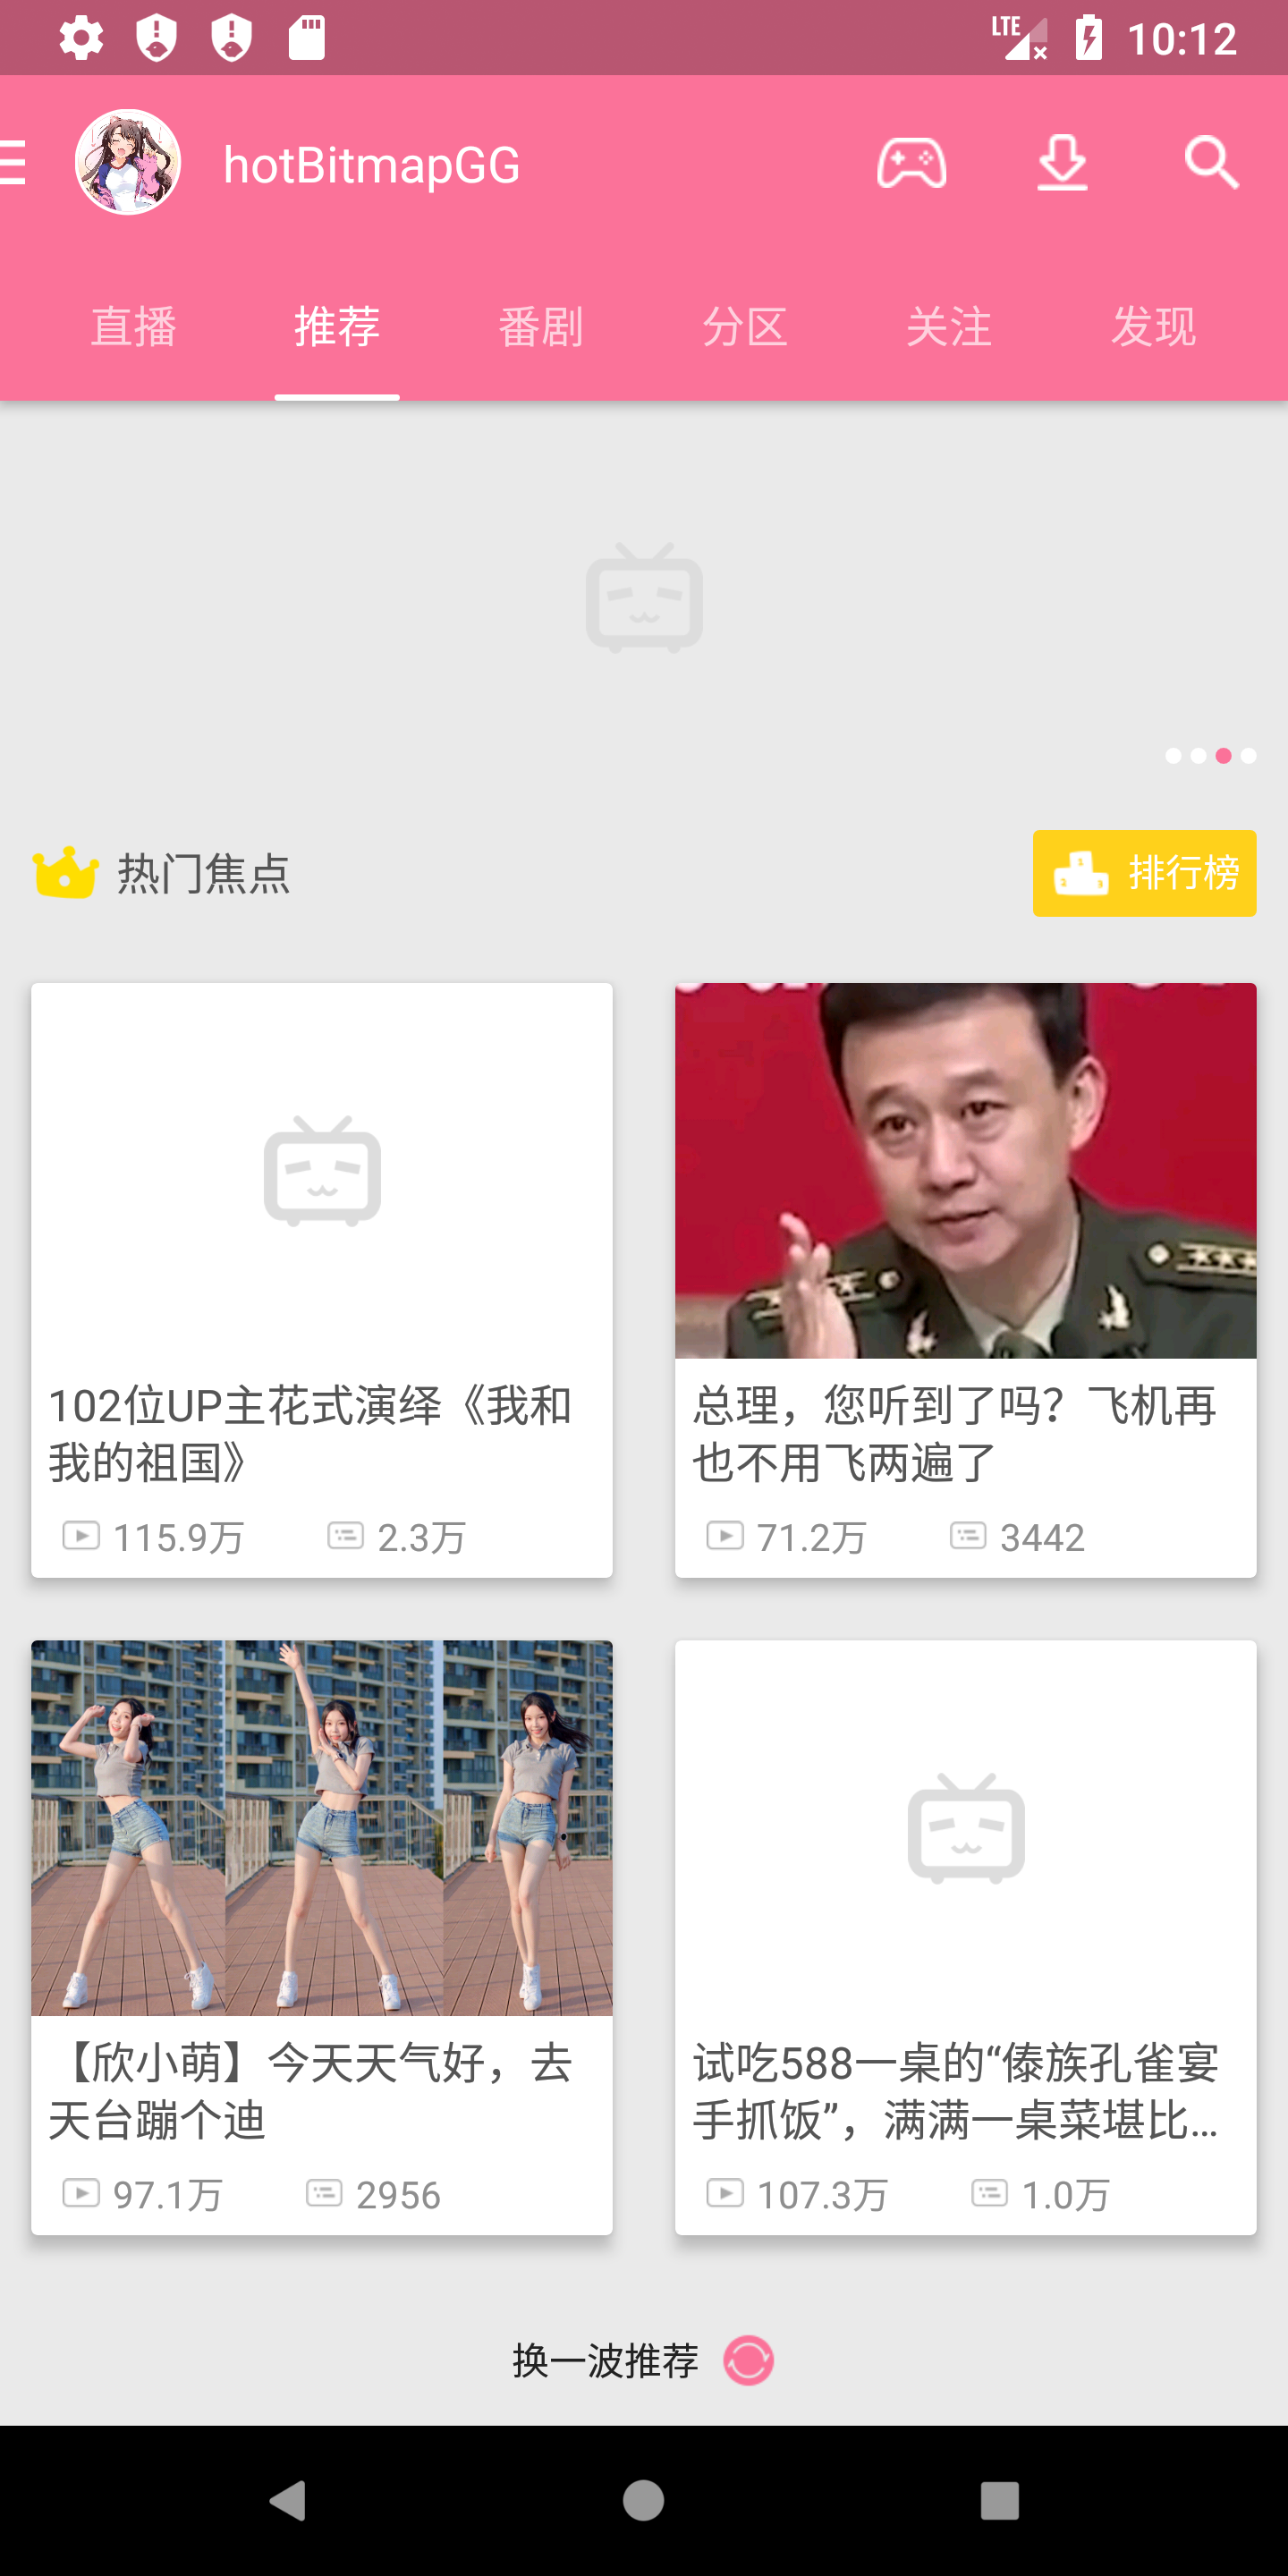 LTE 10:12
hotBitmapGG
直播 推荐 番剧 分区 关注 发现
热门焦点
排行榜
102位UP主花式演绎《我和
我的祖国》
115.9万 2.3万
总理，您听到了吗？飞机再
也不用飞两遍了
71.2万 3442
【欣小萌】今天天气好，去
天台蹦个迪
97.1万 2956
试吃588一桌的“傣族孔雀宴
手抓饭”，满满一桌菜堪比...
107.3万 1.0万
换一波推荐